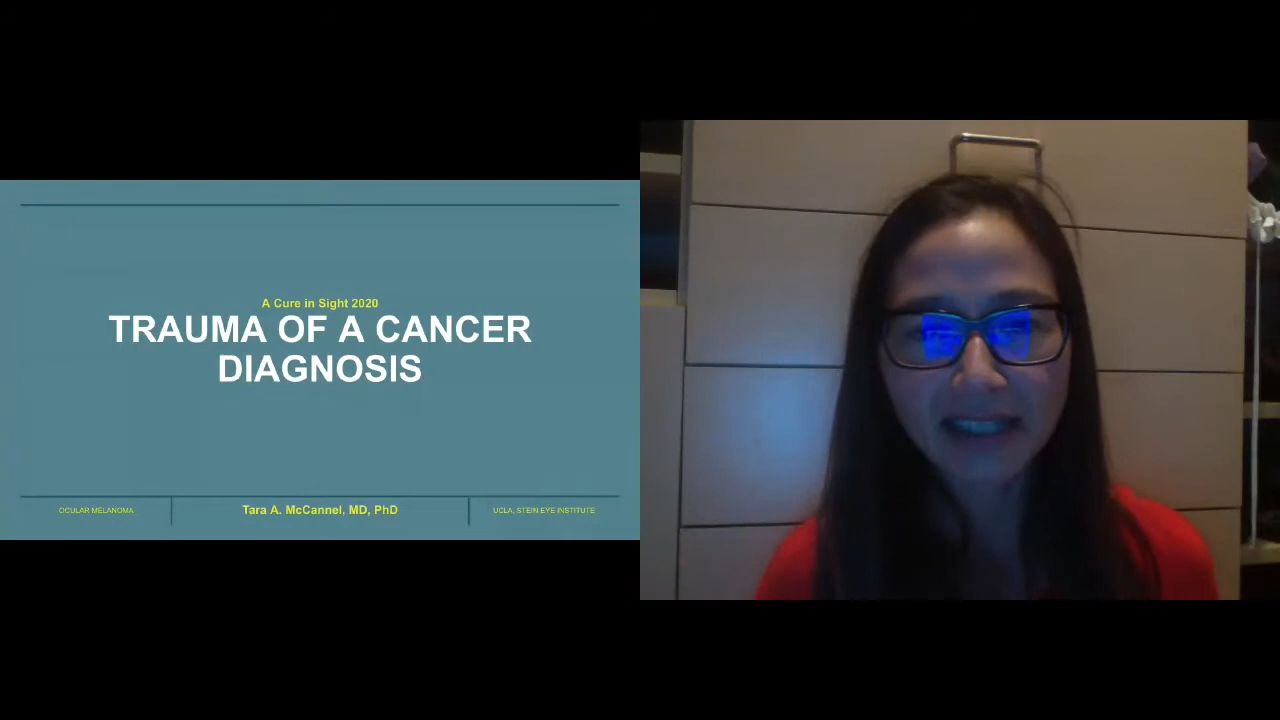 A Cure in Sight 2020
TRAUMA OF A CANCER
DIAGNOSIS
OCULAR MELANOMA
Tara A. McCannel, MD, PhD
UCLA, STEIN EYE INSTITUTE